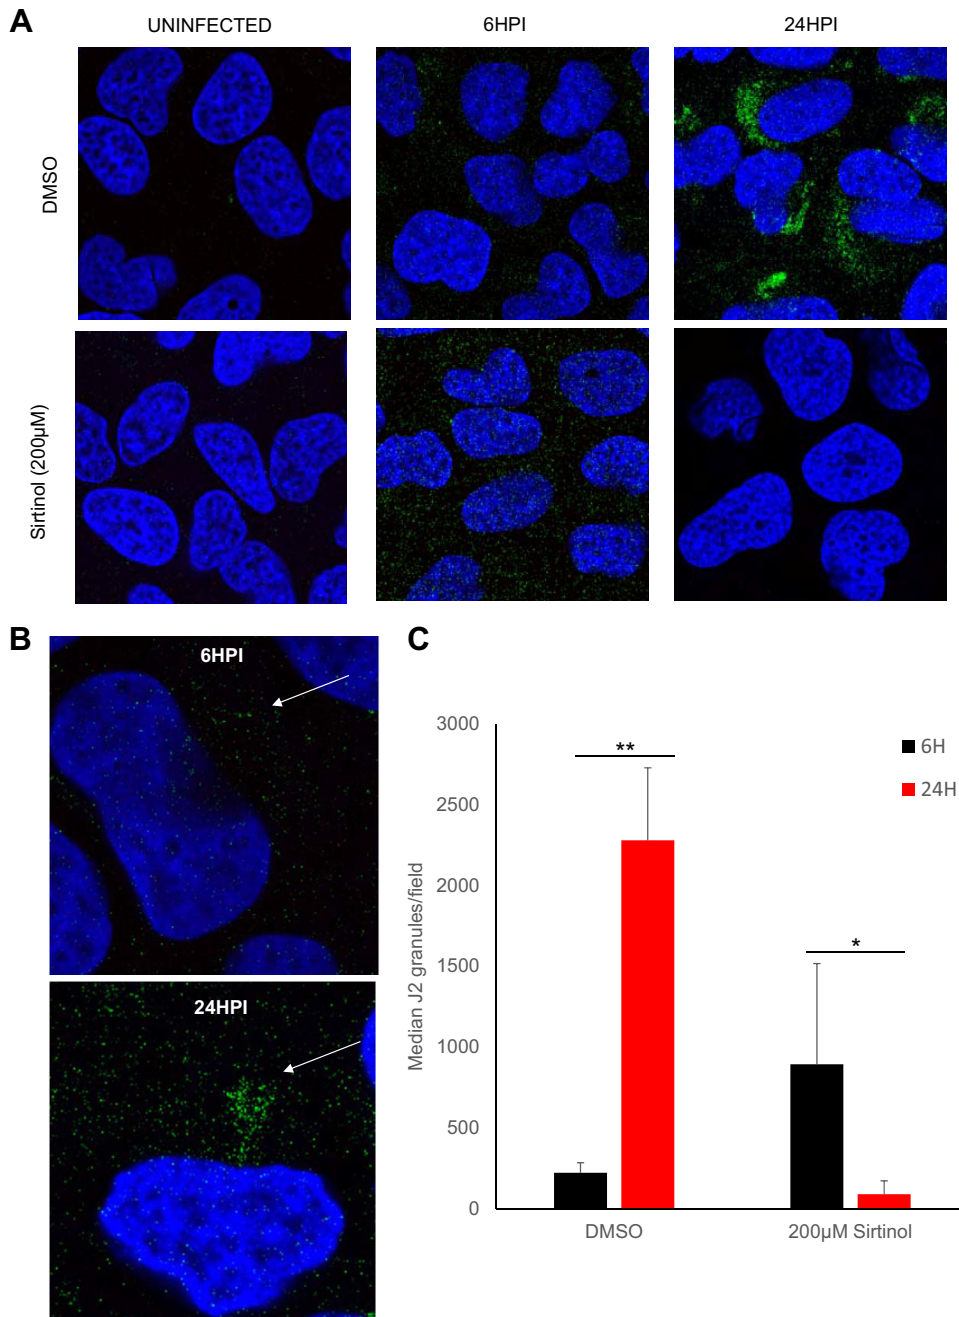 A
UNINFECTED
6HPI
24HPI
DMSO
Sirtinol (200µM)
B
6HPI
24HPI
C
Median J2 granules/field
3000
2500
2000
1500
1000
500
0
**
*
6H
24H
DMSO
200µM Sirtinol